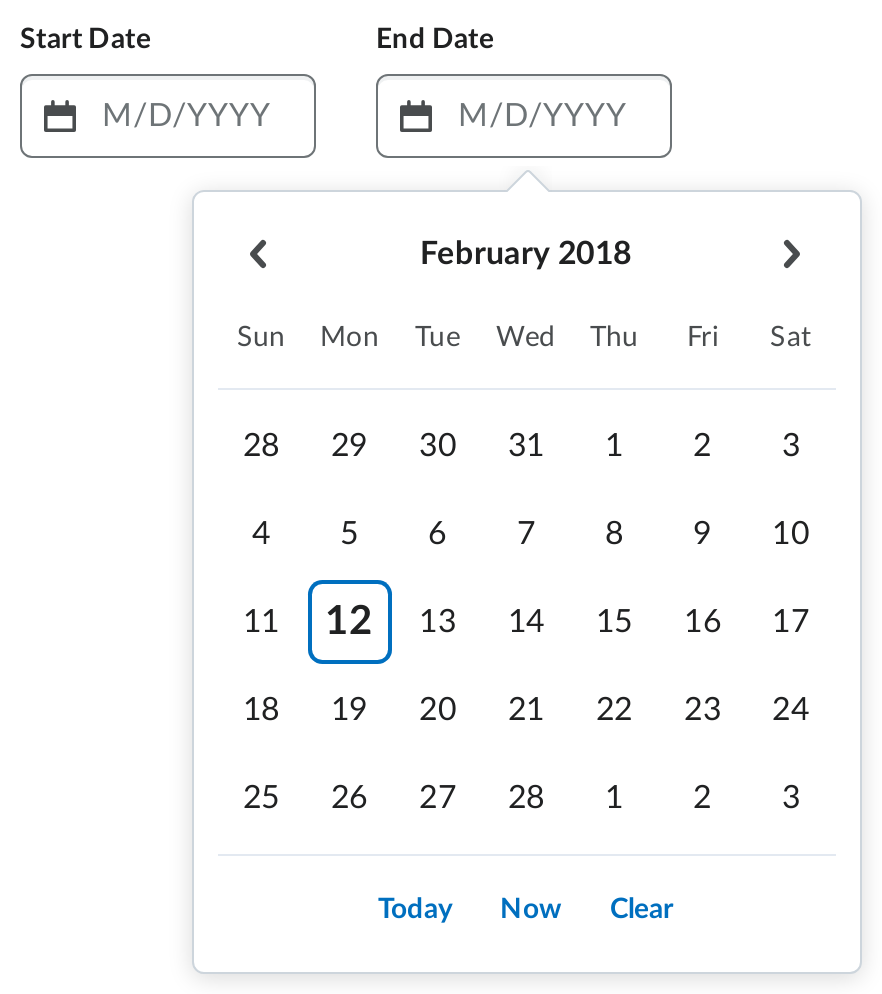 Start Date End Date
M/D/YYYY M/D/YYYY
February 2018
Sun Mon Tue Wed Thu Fri Sat
28 29 30 31 1 2 3
4 5 6 7 8 9 10
11 12 13 14 15 16 17
18 19 20 21 22 23 24
25 26 27 28 1 2 3
Today Now Clear